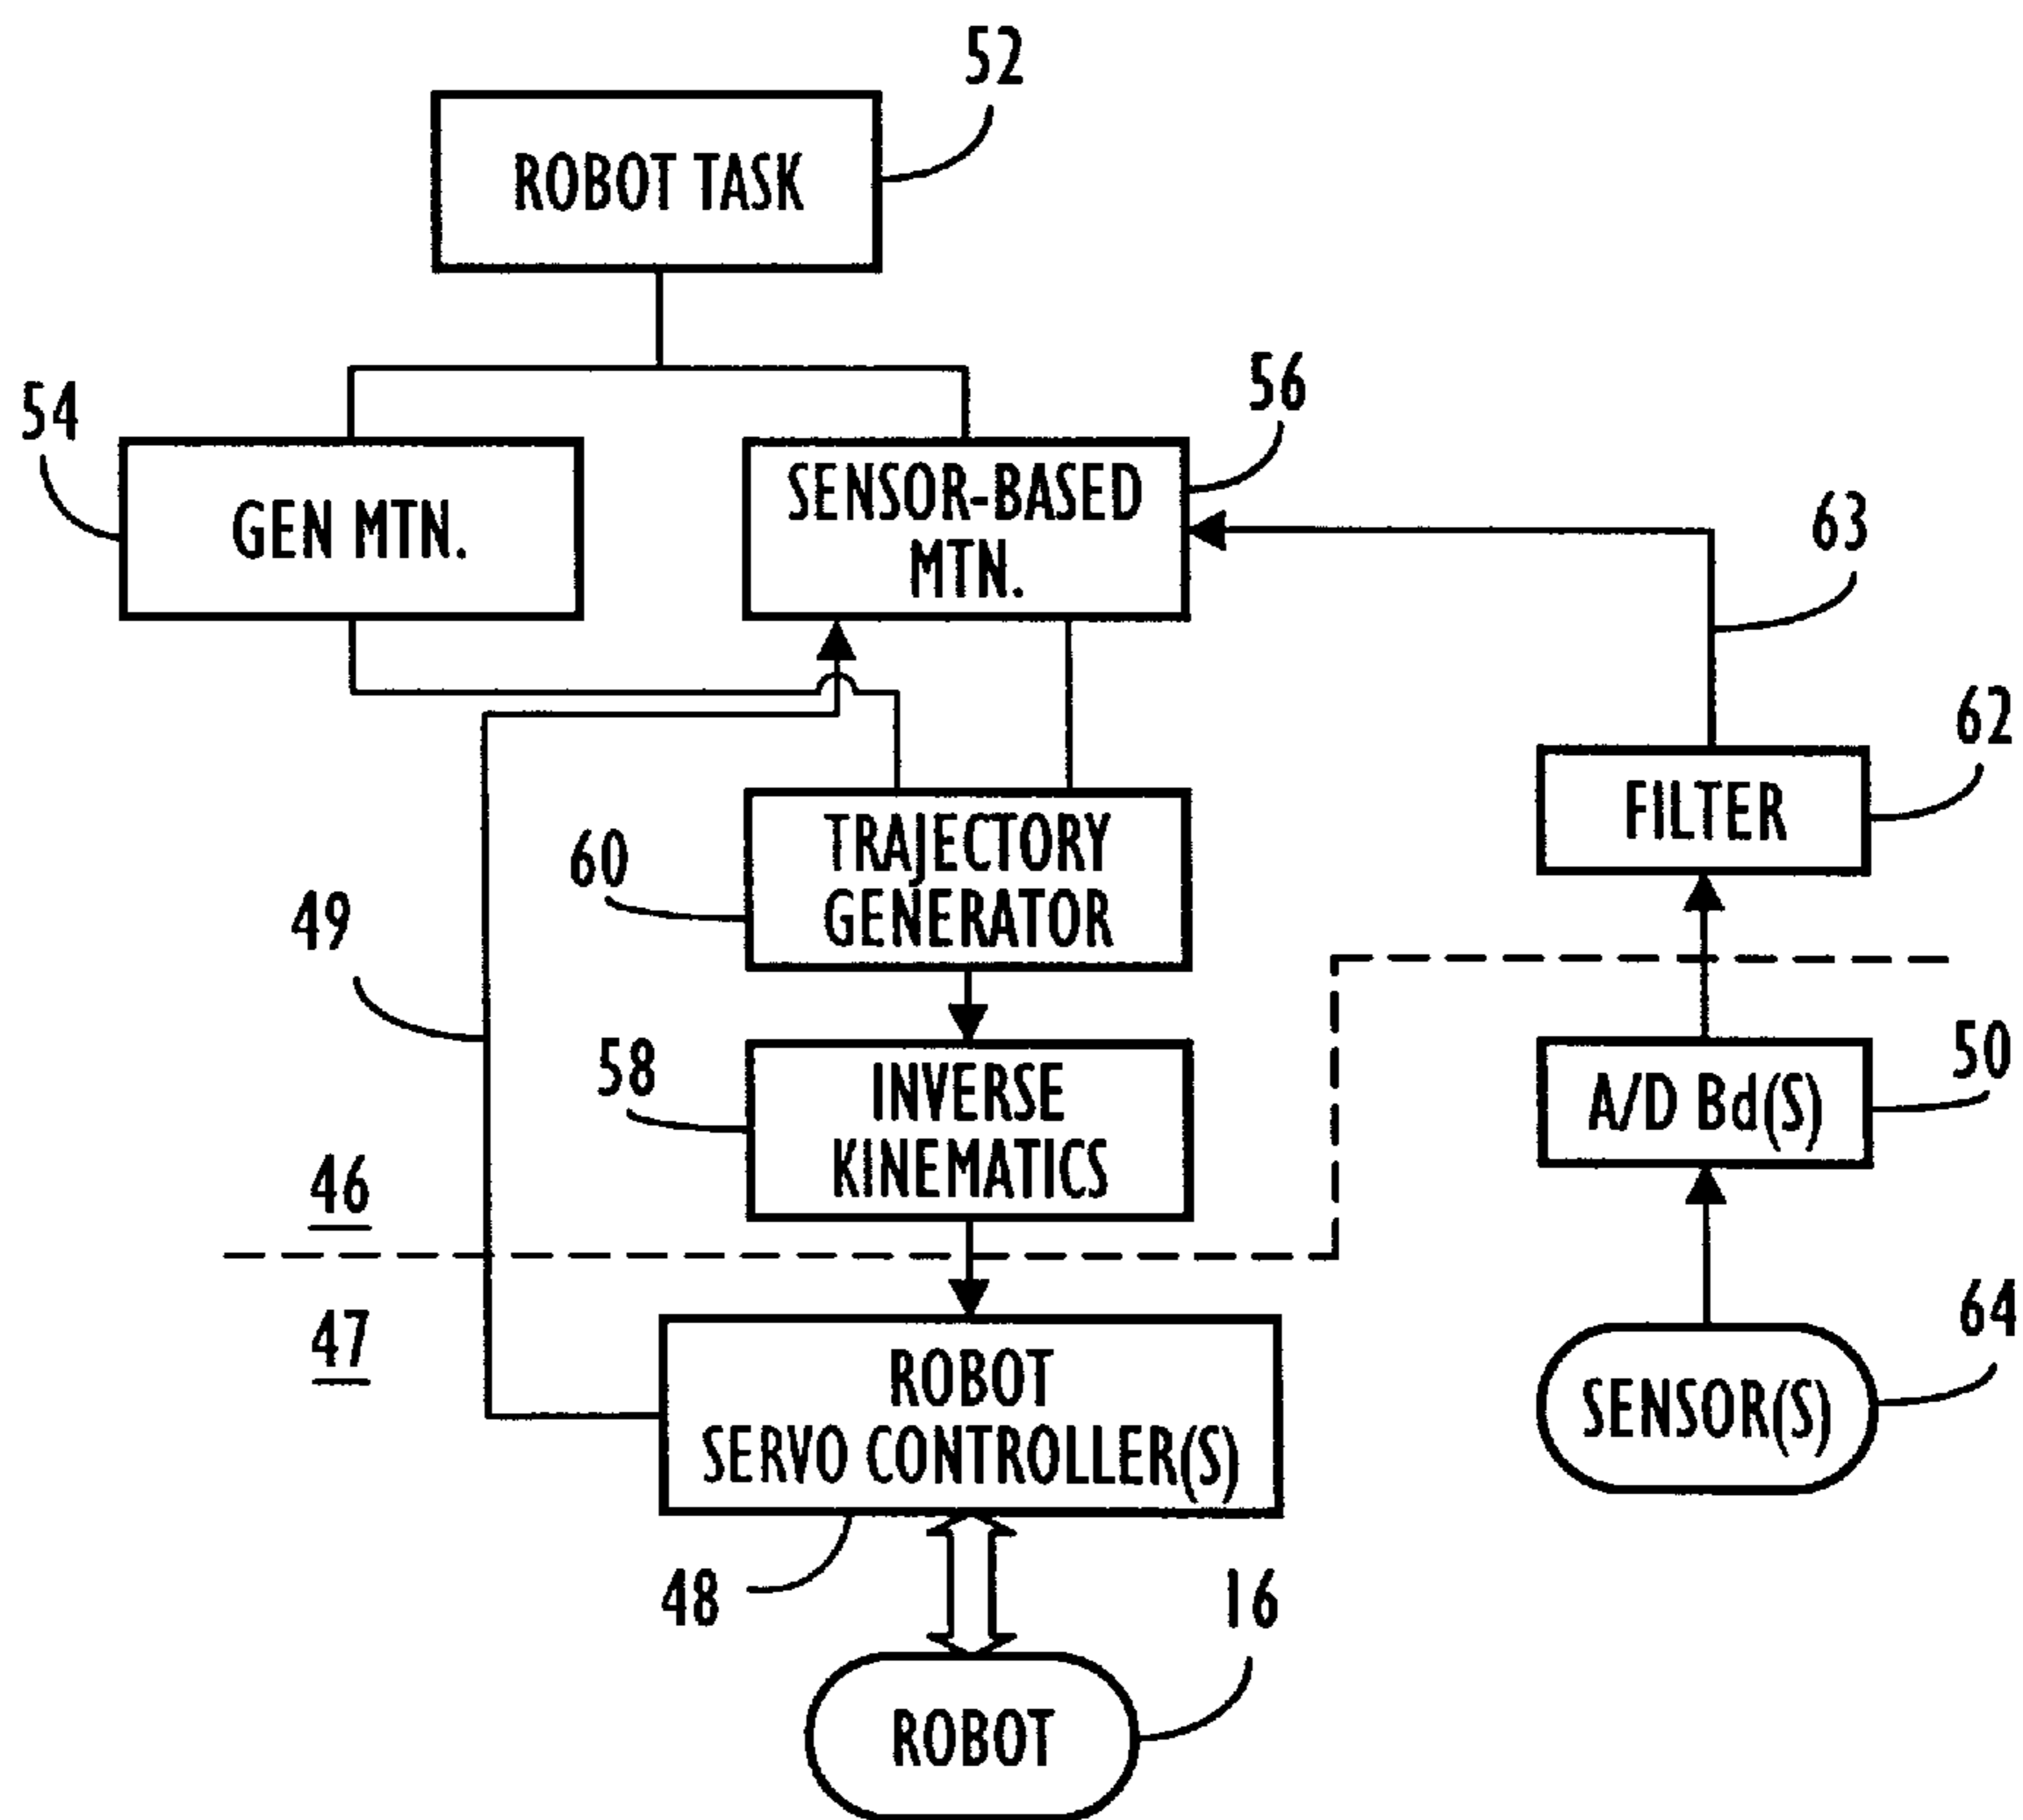 52
ROBOT TASK
54
56
GEN MTN.
SENSOR-BASED
MTN.
63
62
FILTER
60
TRAJECTORY
GENERATOR
49
58
INVERSE
KINEMATICS
50
A/D Bd(S)
46
47
64
SENSOR(S)
ROBOT
SERVO CONTROLLER(S)
48
16
ROBOT